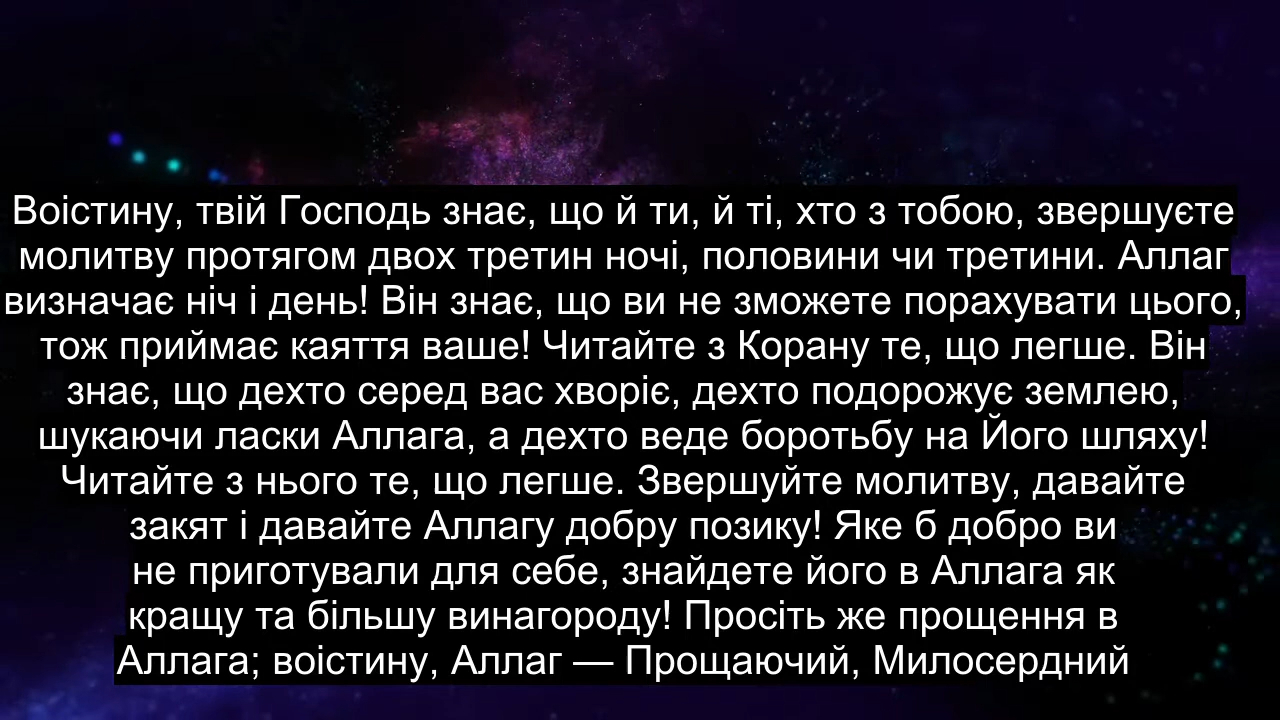 Воістину, твій Господь знає, що й ти, й ті, хто з тобою, звершуєте
молитву протягом двох третин ночі, половини чи третини. Аллаг
визначає ніч і день! Він знає, що ви не зможете порахувати цього,
тож приймає каяття ваше! Читайте з Корану те, що легше. Він
знає, що дехто серед вас хворіє, дехто подорожує землею,
шукаючи ласки Аллага, а дехто веде боротьбу на Його шляху!
Читайте з нього те, що легше. Звершуйте молитву, давайте
закят і давайте Аллагу добру позику! Яке б добро ви
не приготували для себе, знайдете його в Аллага як
кращу та більшу винагороду! Просіть же прощення в
Аллага; воістину, Аллаг — Прощаючий, Милосердний